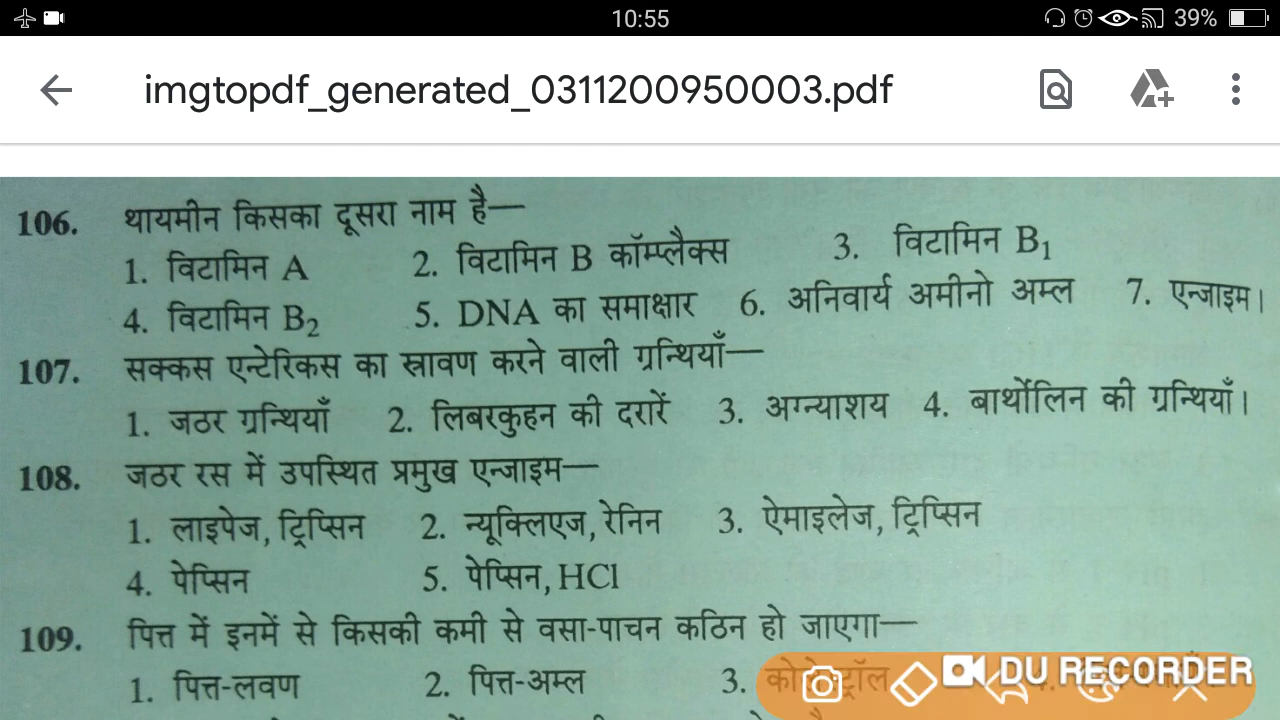 10:55
39%
imgtopdf_generated_0311200950003.pdf
106. थायमीन किसका दूसरा नाम है—
1. विटामिन A 2. विटामिन B कॉम्प्लैक्स 3. विटामिन B₁
4. विटामिन B₂ 5. DNA का समाक्षार 6. अनिवार्य अमीनो अम्ल 7. एन्जाइम।
107. सक्कस एन्टेरिकस का स्रावण करने वाली ग्रन्थियाँ—
1. जठर ग्रन्थियाँ 2. लिबरकुहन की दरारें 3. अग्न्याशय 4. बार्थोलिन की ग्रन्थियाँ।
108. जठर रस में उपस्थित प्रमुख एन्जाइम—
1. लाइपेज, ट्रिप्सिन 2. न्यूक्लिएज, रेनिन 3. ऐमाइलेज, ट्रिप्सिन
4. पेप्सिन 5. पेप्सिन, HCl
109. पित्त में इनमें से किसकी कमी से वसा-पाचन कठिन हो जाएगा—
1. पित्त-लवण 2. पित्त-अम्ल 3. 4.
DU RECORDER